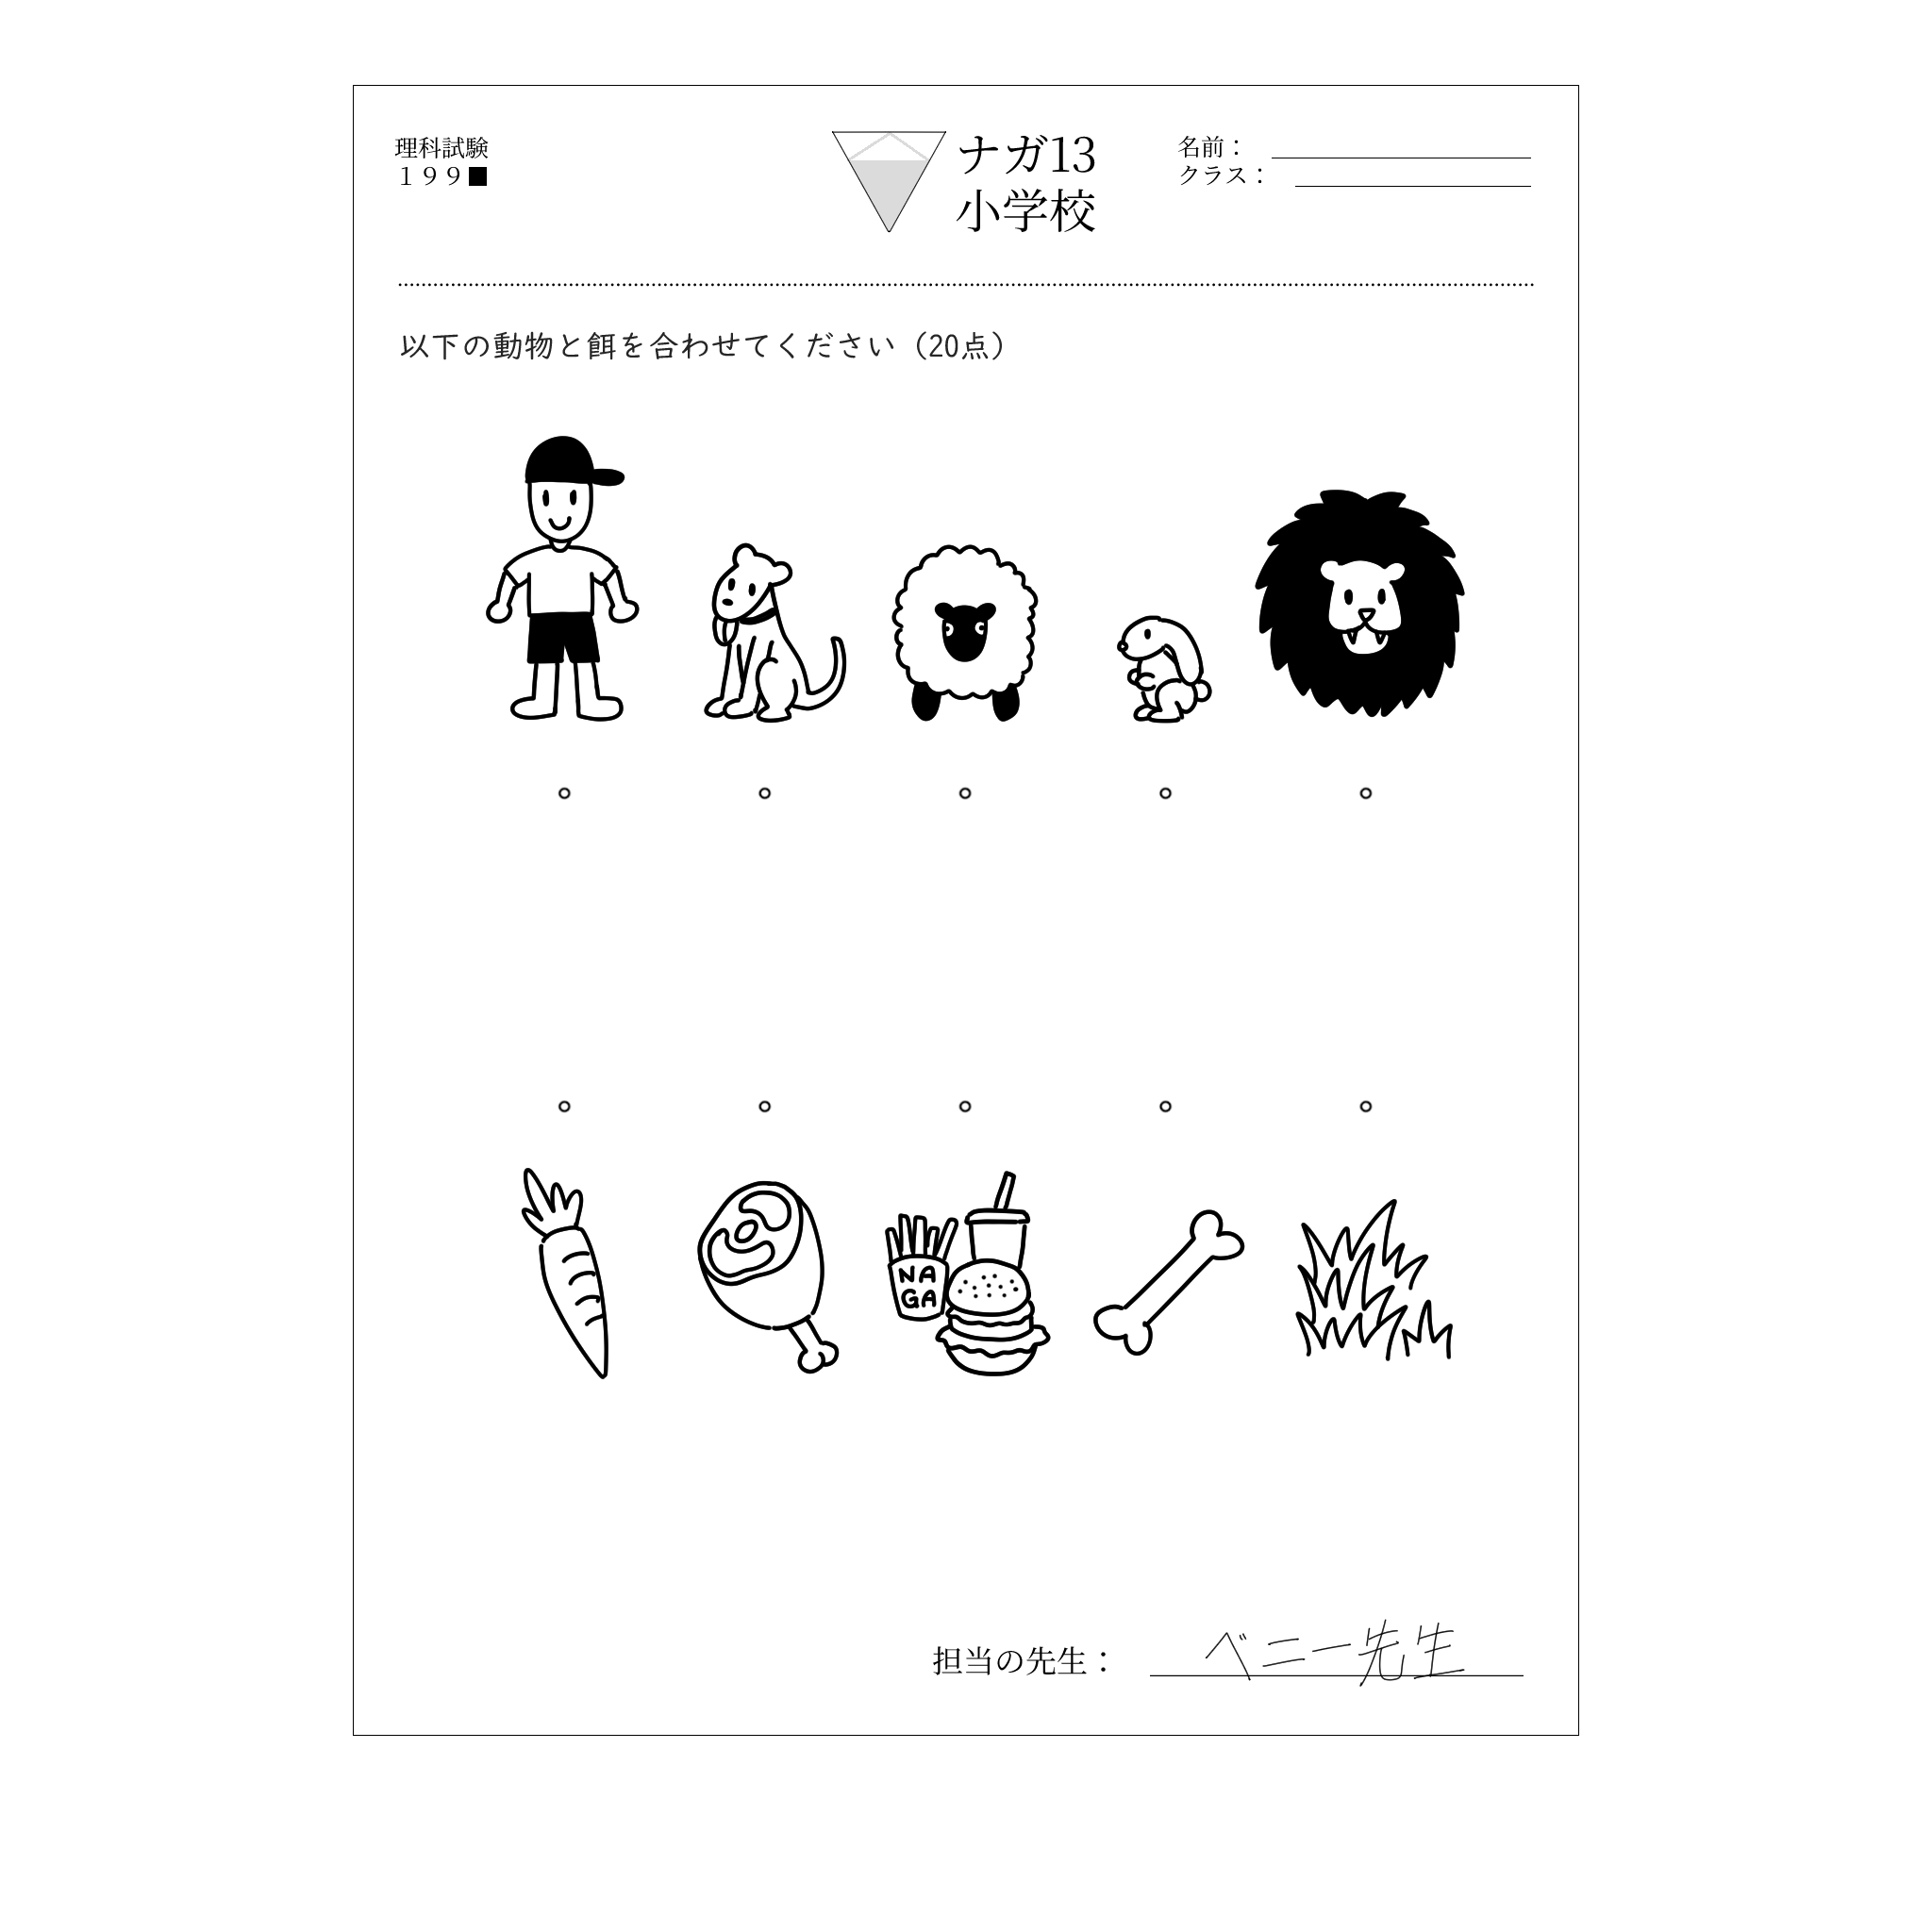 理科試験
１９９■
ナガ13
小学校
名前：
クラス：
以下の動物と餌を合わせてください（20点）
NA
GA
担当の先生：
ベニー先生